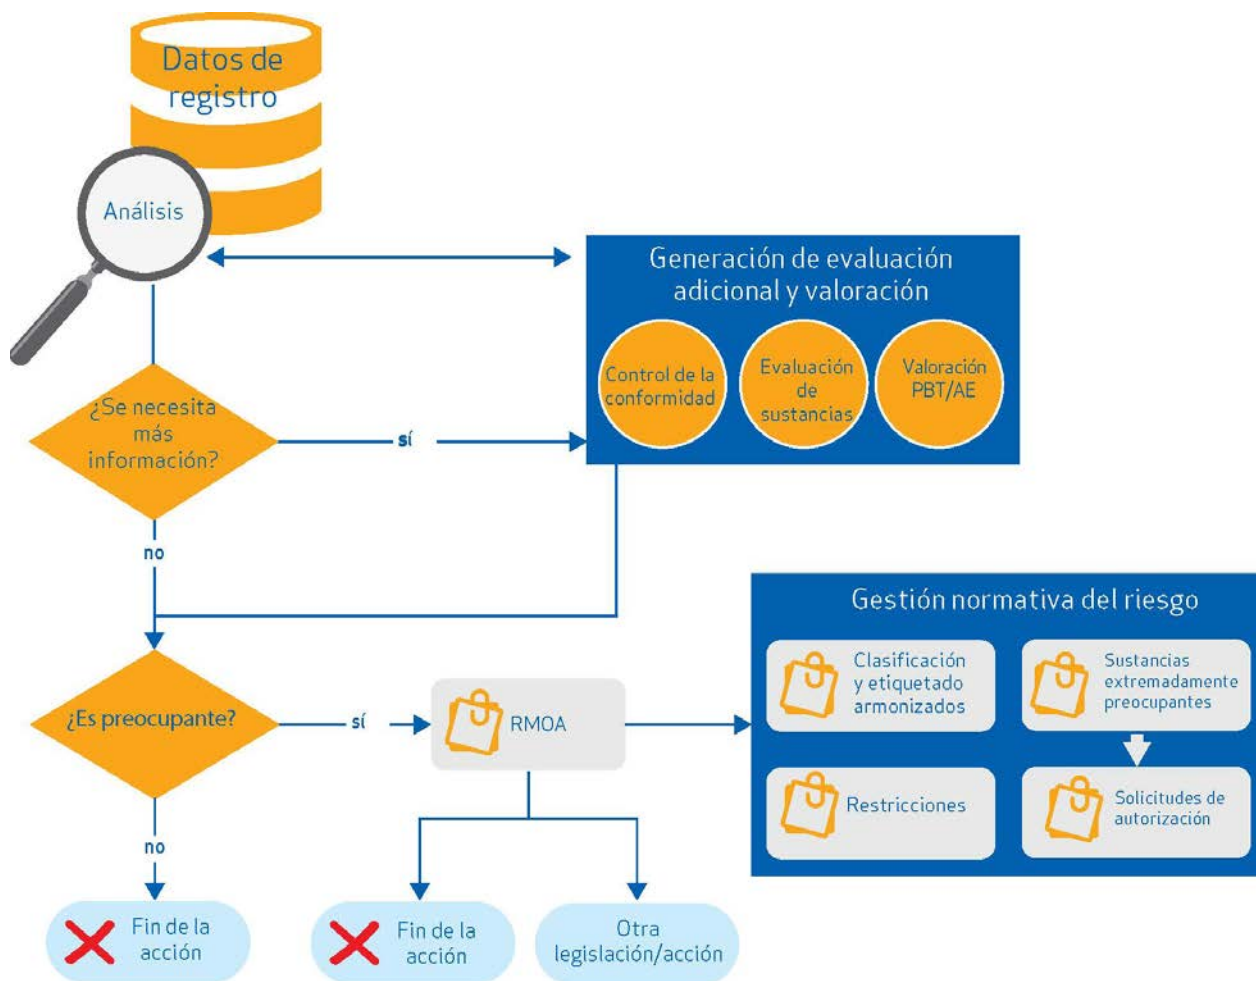 Datos de
registro
Análisis
Generación de evaluación
adicional y valoración
Control de la
conformidad
Evaluación
de
sustancias
Valoración
PBT/AE
¿Se necesita
más
información?
sí
no
Gestión normativa del riesgo
Clasificación
y etiquetado
armonizados
Sustancias
extremadamente
preocupantes
¿Es preocupante?
sí
RMOA
Restricciones
Solicitudes de
autorización
no
Fin de la
acción
Fin de la
acción
Otra
legislación/acción